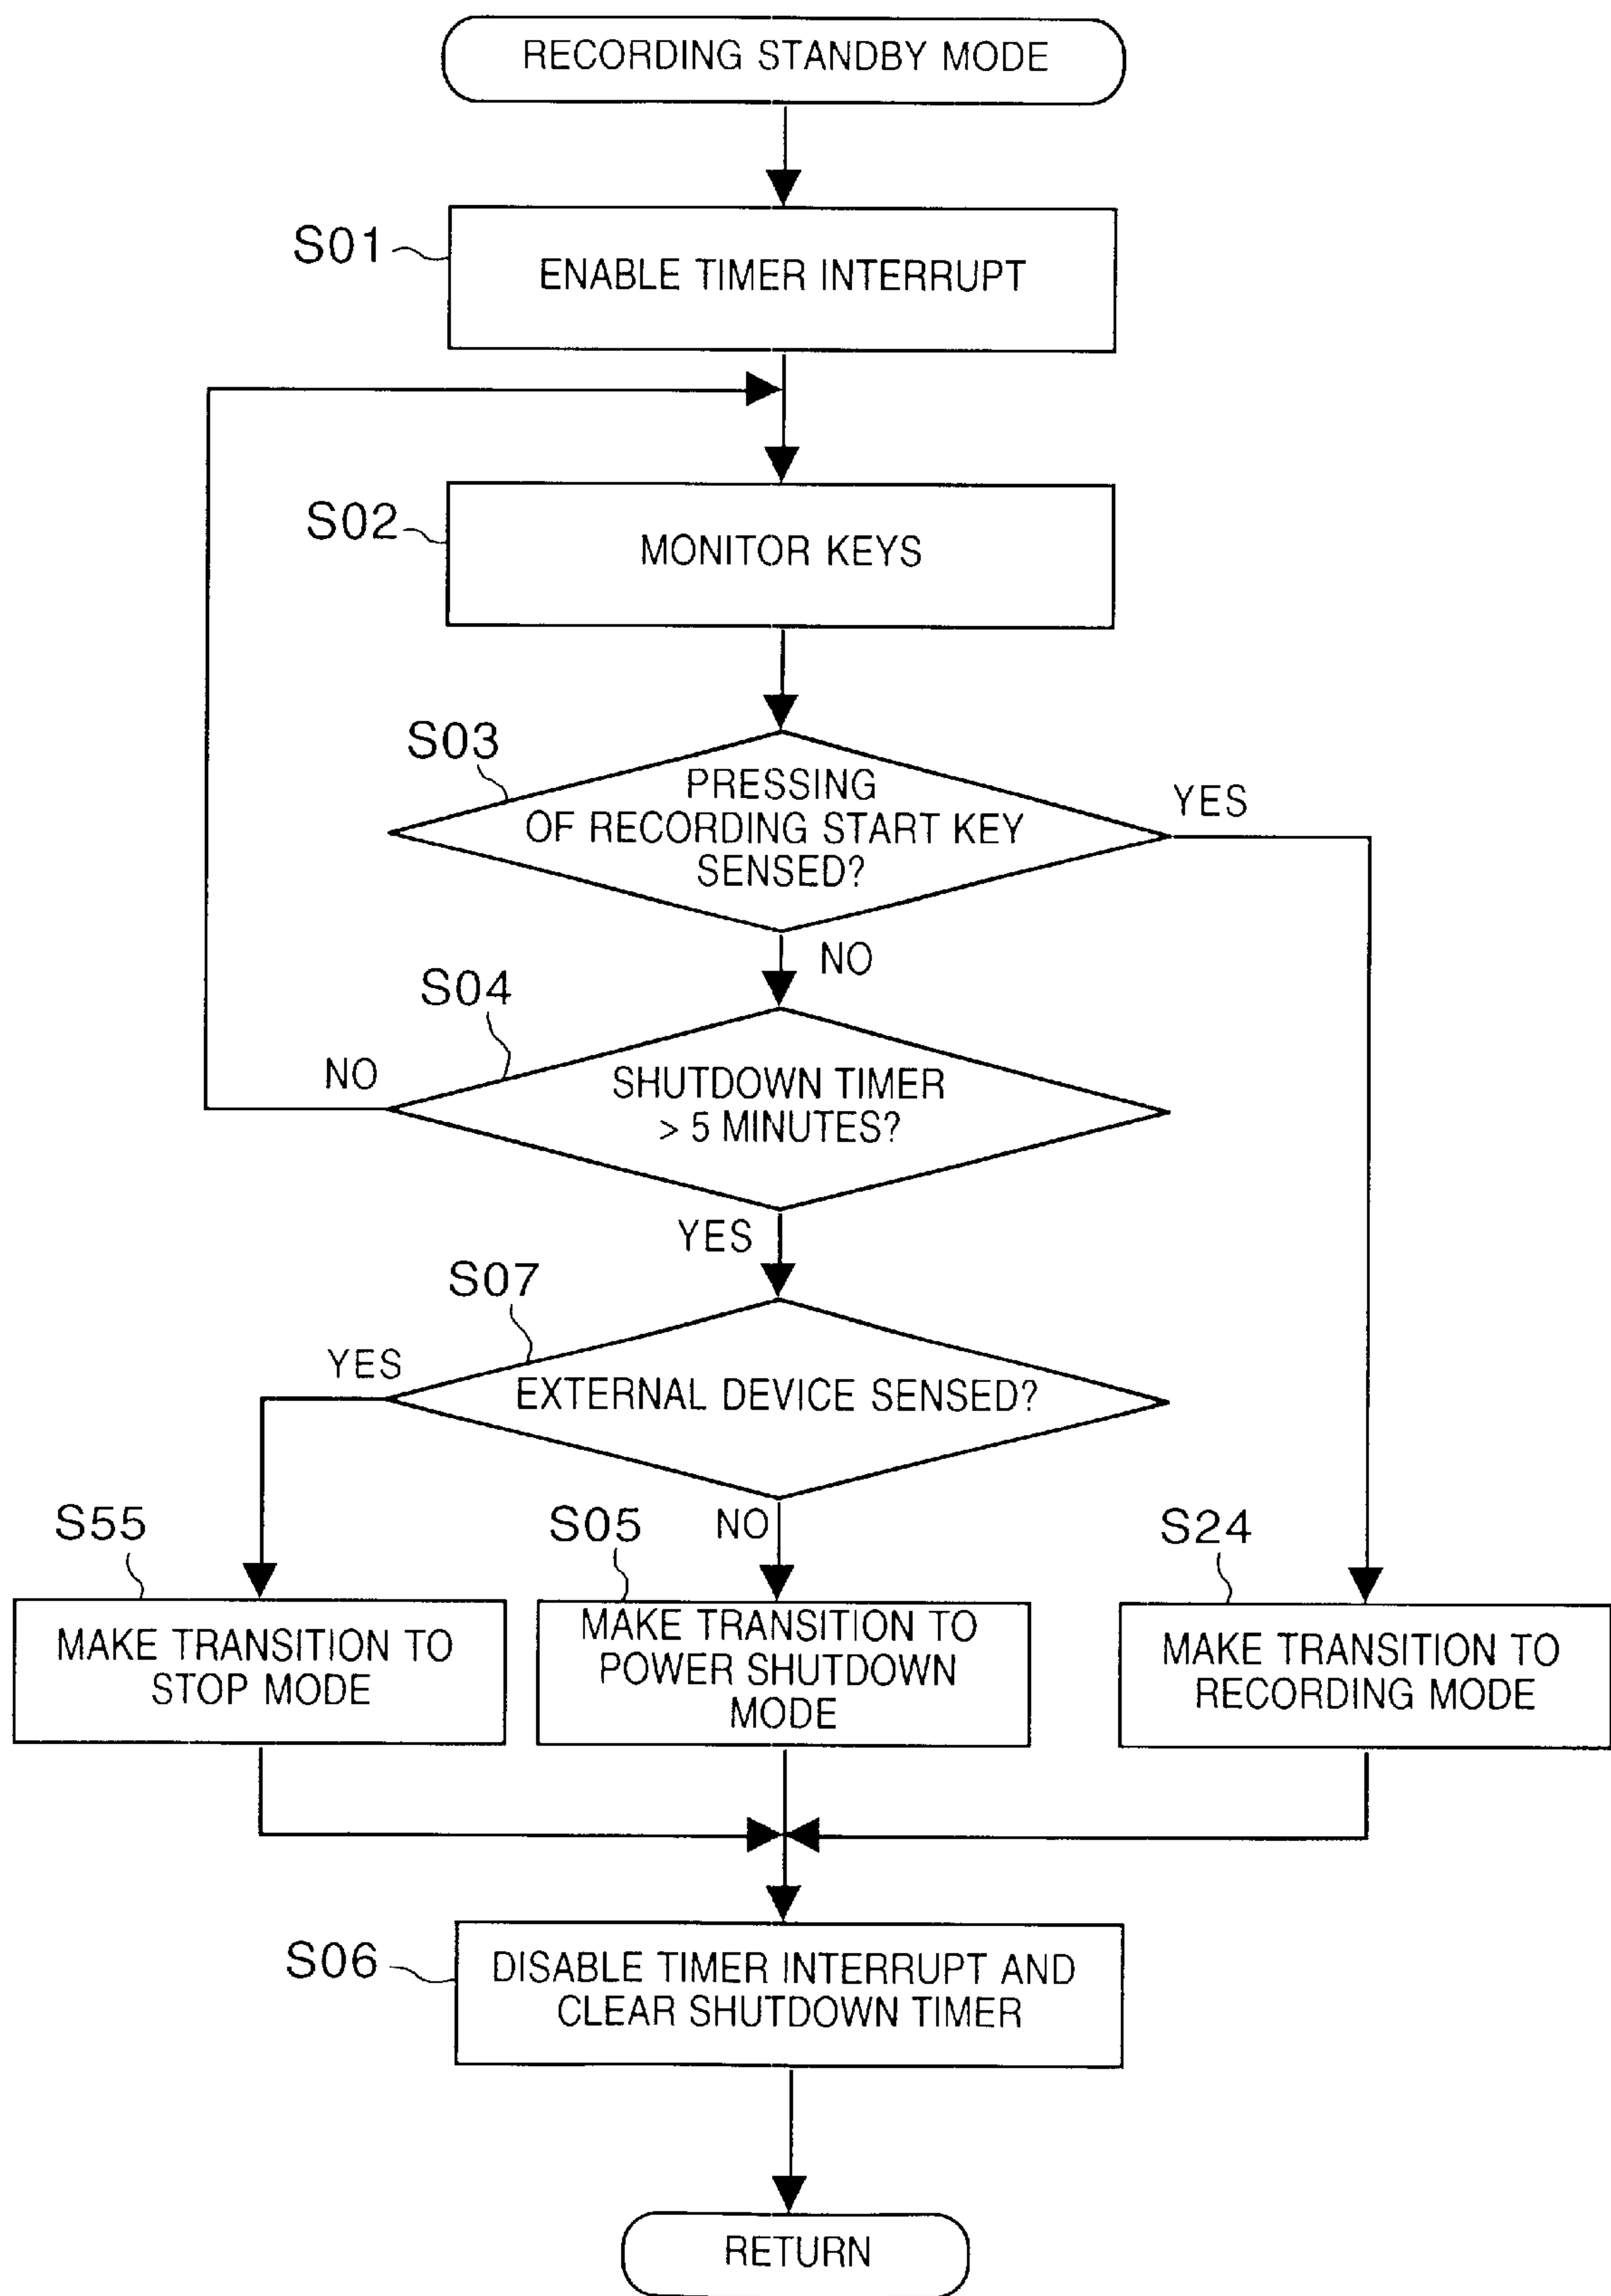 RECORDING STANDBY MODE
S01
ENABLE TIMER INTERRUPT
S02
MONITOR KEYS
S03
PRESSING
OF RECORDING START KEY
SENSED?
YES
NO
S04
NO
SHUTDOWN TIMER
> 5 MINUTES?
YES
S07
YES
EXTERNAL DEVICE SENSED?
NO
S55
MAKE TRANSITION TO
STOP MODE
S05
MAKE TRANSITION TO
POWER SHUTDOWN
MODE
S24
MAKE TRANSITION TO
RECORDING MODE
S06
DISABLE TIMER INTERRUPT AND
CLEAR SHUTDOWN TIMER
RETURN